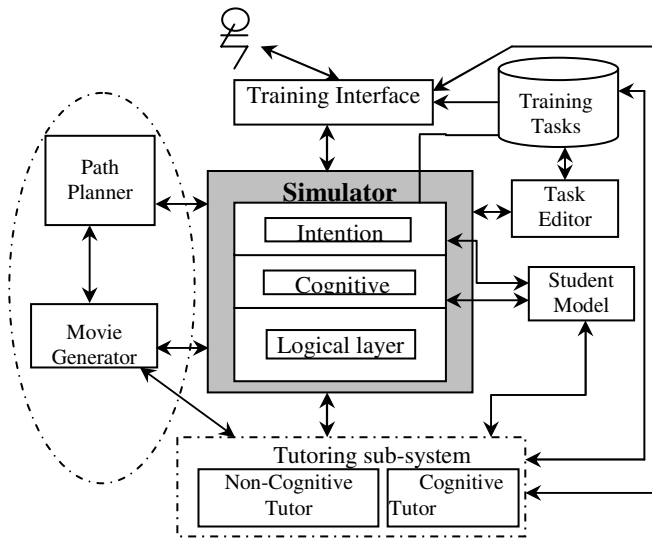 Training Interface
Training
Tasks
Path
Planner
Simulator
Task
Editor
Intention
Cognitive
Student
Model
Movie
Generator
Logical layer
Tutoring sub-system
Non-Cognitive
Tutor
Cognitive
Tutor